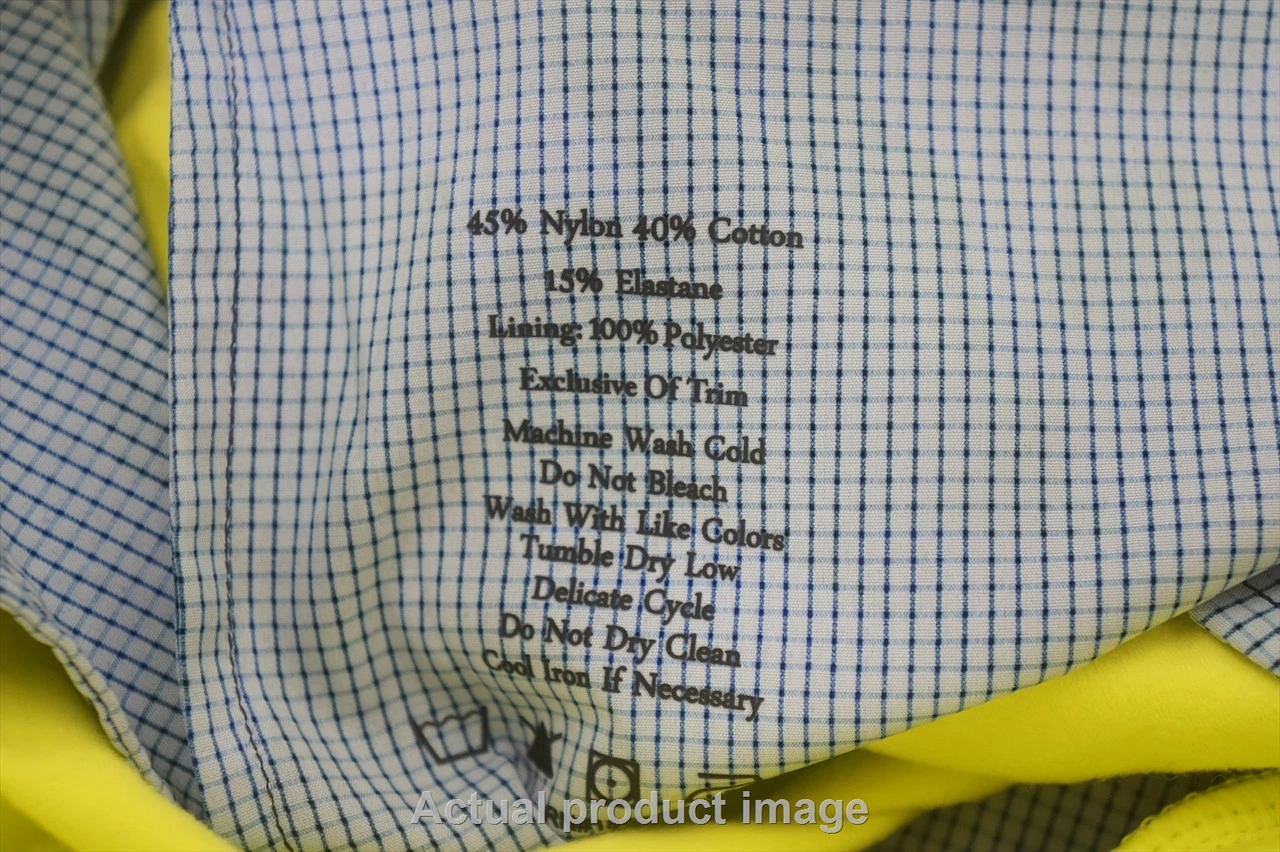 45% Nylon 40% Cotton
15% Elastane
Lining: 100% Polyester
Exclusive Of Trim
Machine Wash Cold
Do Not Bleach
Wash With Like Colors
Tumble Dry Low
Delicate Cycle
Do Not Dry Clean
Cool Iron If Necessary
Actual product image